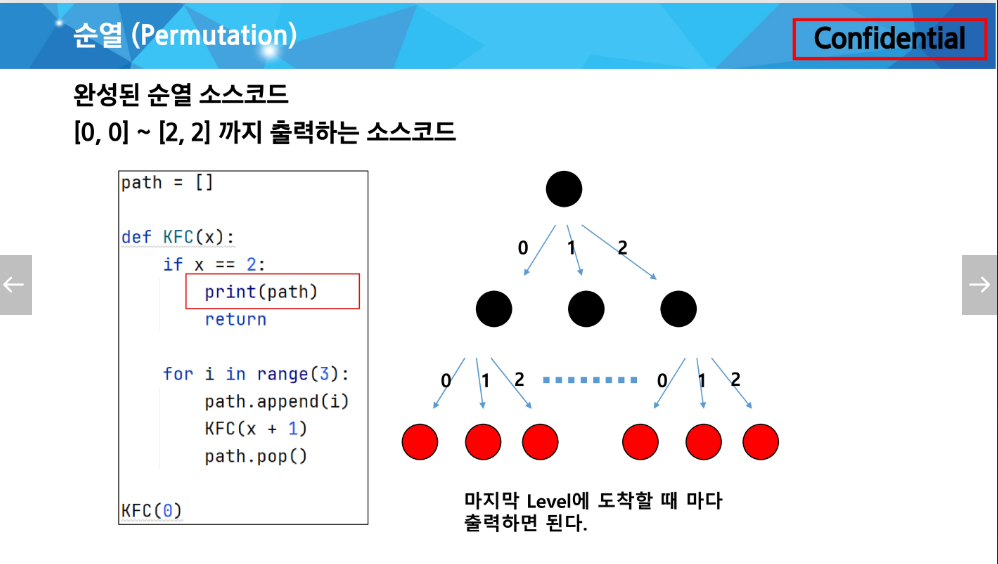 순열 (Permutation)
Confidential
완성된 순열 소스코드
[0, 0] ~ [2, 2] 까지 출력하는 소스코드
path = []
def KFC(x):
    if x == 2:
        print(path)
        return
    for i in range(3):
        path.append(i)
        KFC(x + 1)
        path.pop()
KFC(0)
0 1 2
0 1 2 0 1 2
마지막 Level에 도착할 때 마다
출력하면 된다.